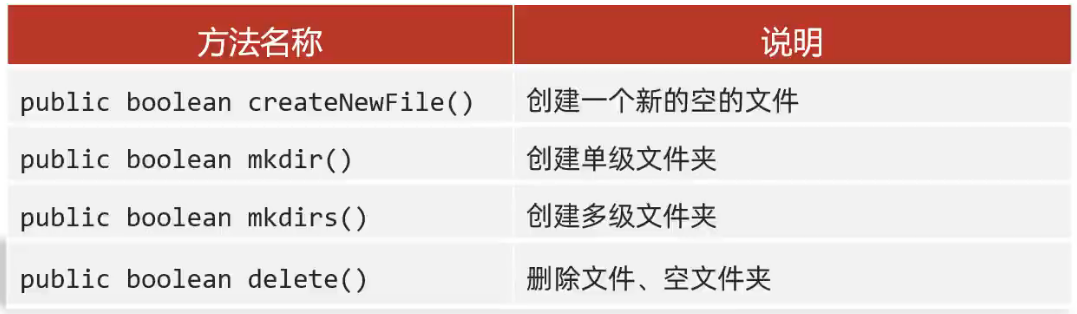 方法名称 说明
public boolean createNewFile() 创建一个新的空的文件
public boolean mkdir() 创建单级文件夹
public boolean mkdirs() 创建多级文件夹
public boolean delete() 删除文件、空文件夹